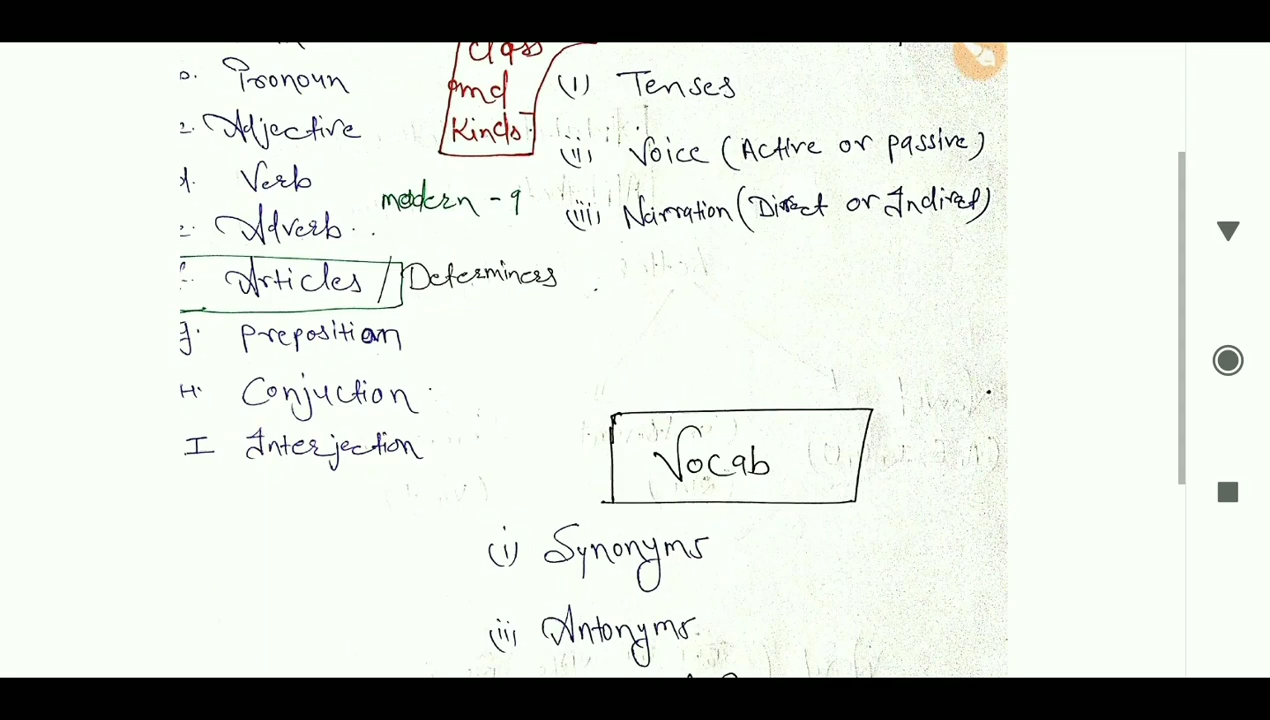 Pronoun
Adjective
Verb
Adverb
Articles / Determiners
g. Preposition
H. Conjuction
I Interjection
class
and
Kinds
modern - 9
(i) Tenses
(ii) Voice (Active or passive)
(iii) Narration (Direct or Indirect)
Vocab
(i) Synonyms
(ii) Antonyms